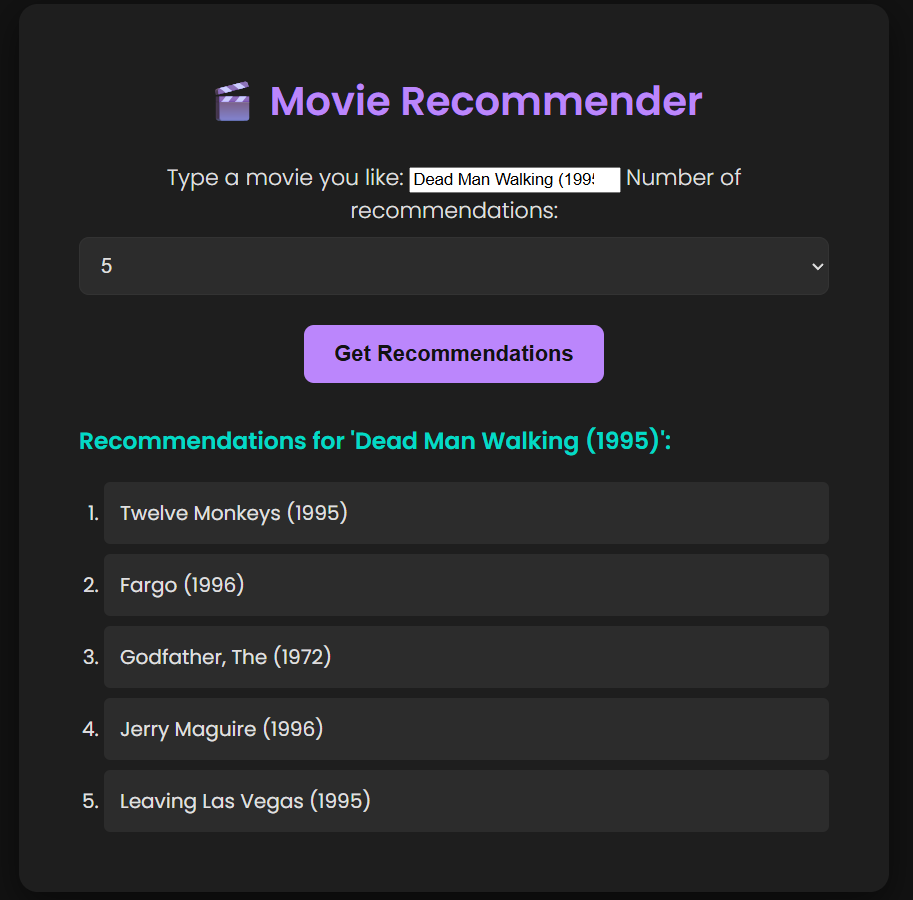 🎬 Movie Recommender
Type a movie you like: Dead Man Walking (199 Number of
recommendations:
5
Get Recommendations
Recommendations for 'Dead Man Walking (1995)':
1. Twelve Monkeys (1995)
2. Fargo (1996)
3. Godfather, The (1972)
4. Jerry Maguire (1996)
5. Leaving Las Vegas (1995)